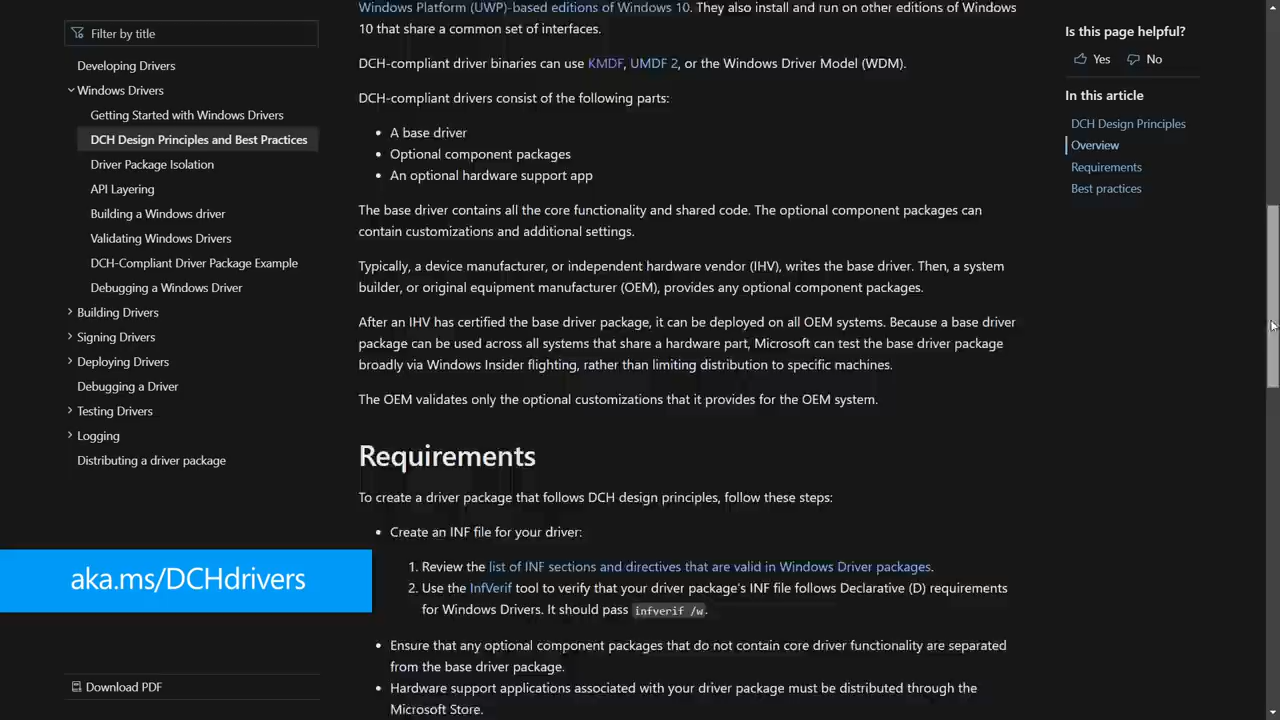 Filter by title
Developing Drivers
Windows Drivers
Getting Started with Windows Drivers
DCH Design Principles and Best Practices
Driver Package Isolation
API Layering
Building a Windows driver
Validating Windows Drivers
DCH-Compliant Driver Package Example
Debugging a Windows Driver
Building Drivers
Signing Drivers
Deploying Drivers
Debugging a Driver
Testing Drivers
Logging
Distributing a driver package
aka.ms/DCHdrivers
Download PDF
Windows Platform (UWP)-based editions of Windows 10. They also install and run on other editions of Windows
10 that share a common set of interfaces.
DCH-compliant driver binaries can use KMDF, UMDF 2, or the Windows Driver Model (WDM).
DCH-compliant drivers consist of the following parts:
• A base driver
• Optional component packages
• An optional hardware support app
The base driver contains all the core functionality and shared code. The optional component packages can
contain customizations and additional settings.
Typically, a device manufacturer, or independent hardware vendor (IHV), writes the base driver. Then, a system
builder, or original equipment manufacturer (OEM), provides any optional component packages.
After an IHV has certified the base driver package, it can be deployed on all OEM systems. Because a base driver
package can be used across all systems that share a hardware part, Microsoft can test the base driver package
broadly via Windows Insider flighting, rather than limiting distribution to specific machines.
The OEM validates only the optional customizations that it provides for the OEM system.
Requirements
To create a driver package that follows DCH design principles, follow these steps:
• Create an INF file for your driver:
1. Review the list of INF sections and directives that are valid in Windows Driver packages.
2. Use the InfVerif tool to verify that your driver package's INF file follows Declarative (D) requirements
for Windows Drivers. It should pass infverif /w.
• Ensure that any optional component packages that do not contain core driver functionality are separated
from the base driver package.
• Hardware support applications associated with your driver package must be distributed through the
Microsoft Store.
Is this page helpful?
Yes No
In this article
DCH Design Principles
Overview
Requirements
Best practices